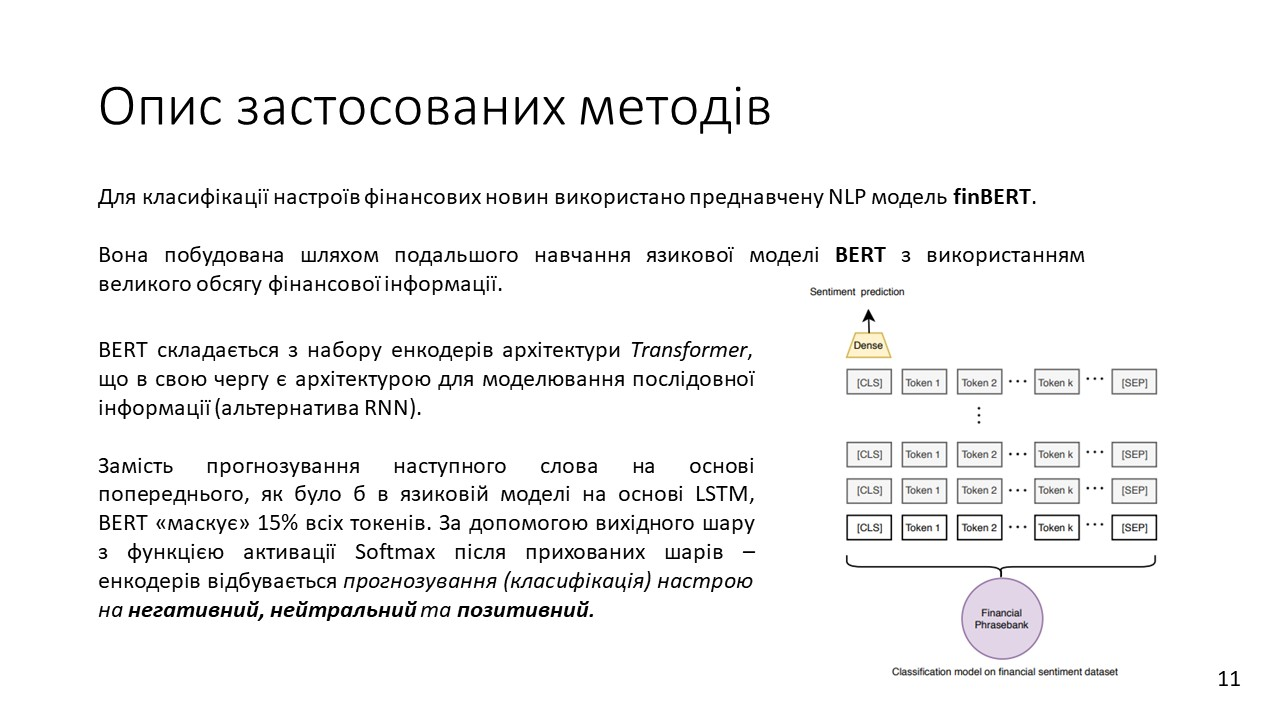 Опис застосованих методів
Для класифікації настроїв фінансових новин використано преднавчену NLP модель finBERT.
Вона побудована шляхом подальшого навчання язикової моделі BERT з використанням
великого обсягу фінансової інформації.
BERT складається з набору енкодерів архітектури Transformer,
що в свою чергу є архітектурою для моделювання послідовної
інформації (альтернатива RNN).
Замість прогнозування наступного слова на основі
попереднього, як було б в язиковій моделі на основі LSTM,
BERT «маскує» 15% всіх токенів. За допомогою вихідного шару
з функцією активації Softmax після прихованих шарів –
енкодерів відбувається прогнозування (класифікація) настрою
на негативний, нейтральний та позитивний.
Sentiment prediction
Dense
[CLS] Token 1 Token 2 ··· Token k ··· [SEP]
⋮
[CLS] Token 1 Token 2 ··· Token k ··· [SEP]
[CLS] Token 1 Token 2 ··· Token k ··· [SEP]
[CLS] Token 1 Token 2 ··· Token k ··· [SEP]
Financial
Phrasebank
Classification model on financial sentiment dataset
11